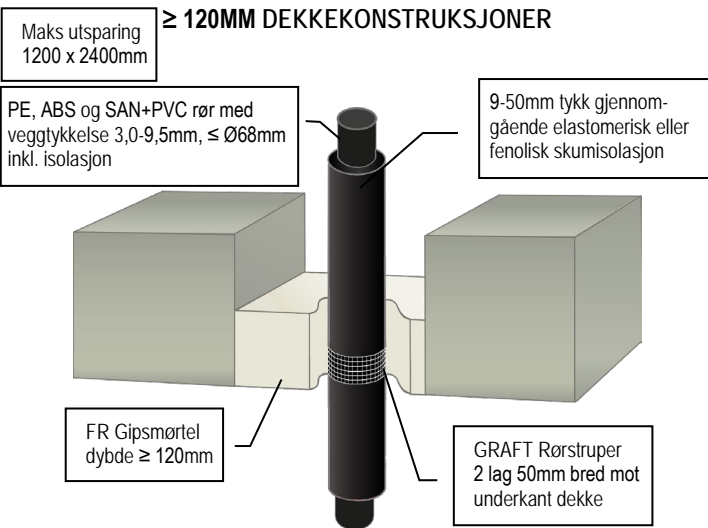 ≥ 120MM DEKKEKONSTRUKSJONER
Maks utsparing
1200 x 2400mm
PE, ABS og SAN+PVC rør med
veggtykkelse 3,0-9,5mm, ≤ Ø68mm
inkl. isolasjon
9-50mm tykk gjennom-
gående elastomerisk eller
fenolisk skumisolasjon
FR Gipsmørtel
dybde ≥ 120mm
GRAFT Rørstruper
2 lag 50mm bred mot
underkant dekke